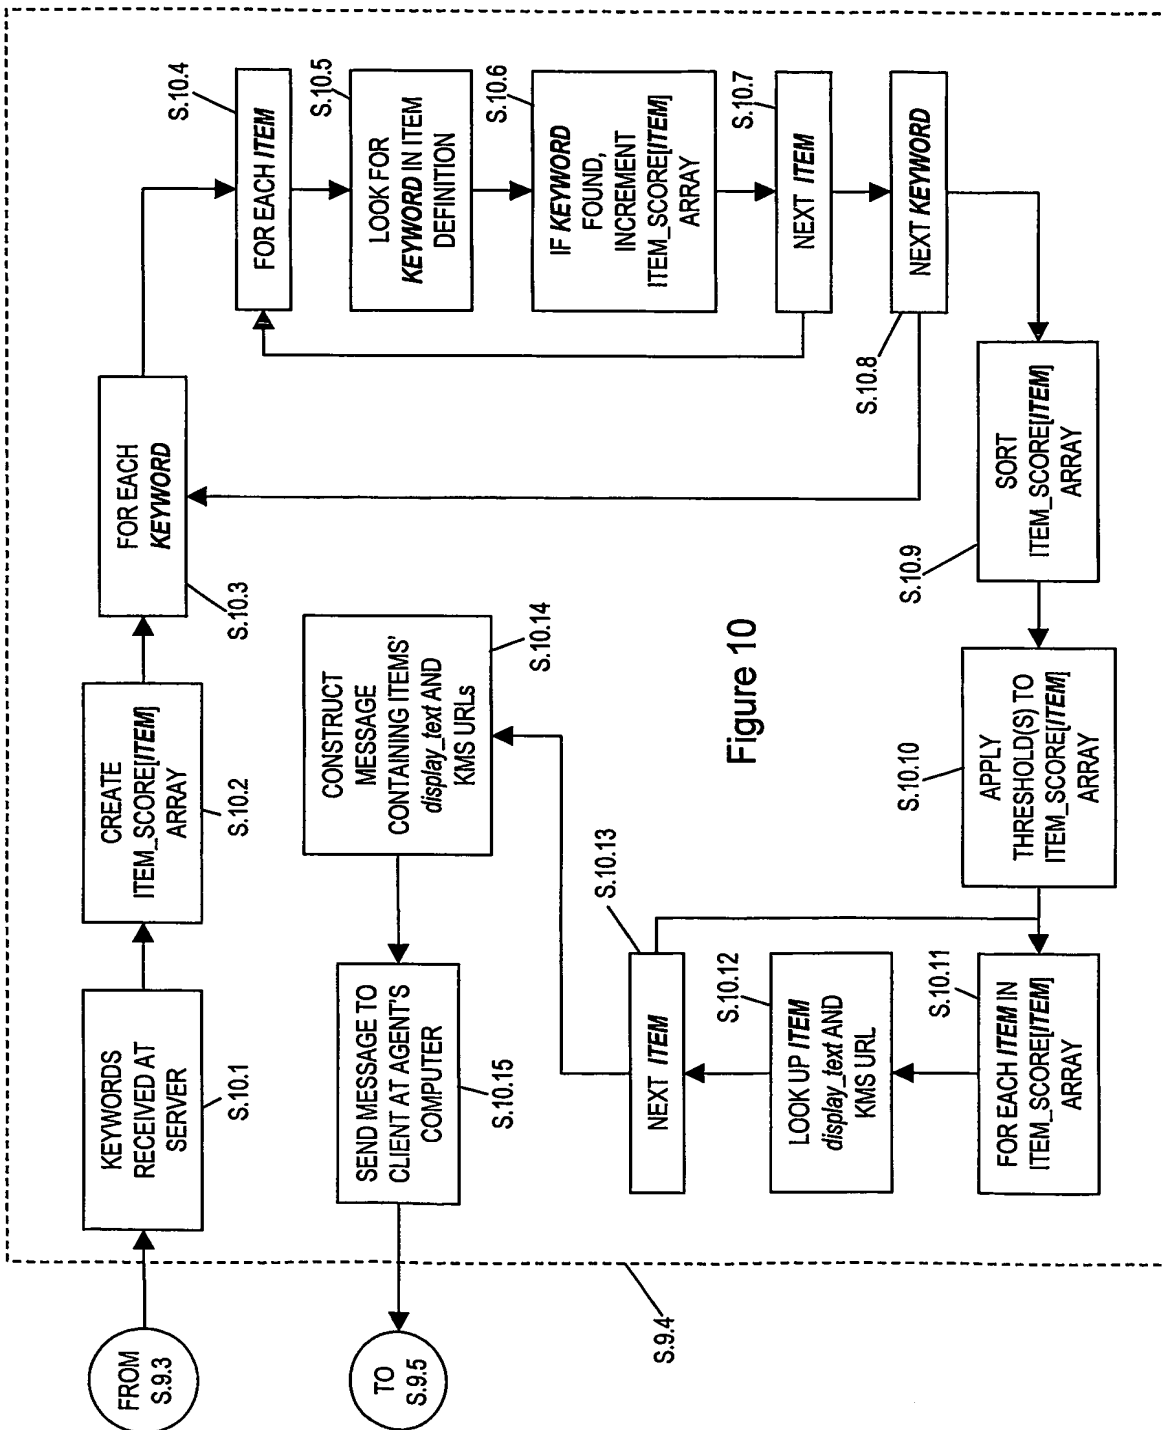 FROM
S.9.3
KEYWORDS
RECEIVED AT
SERVER
S.10.1
CREATE
ITEM_SCORE[ITEM]
ARRAY
S.10.2
FOR EACH
KEYWORD
S.10.3
FOR EACH ITEM
S.10.4
LOOK FOR
KEYWORD IN ITEM
DEFINITION
S.10.5
IF KEYWORD
FOUND,
INCREMENT
ITEM_SCORE[ITEM]
ARRAY
S.10.6
NEXT ITEM
S.10.7
NEXT KEYWORD
S.10.8
SORT
ITEM_SCORE[ITEM]
ARRAY
S.10.9
APPLY
THRESHOLD(S) TO
ITEM_SCORE[ITEM]
ARRAY
S.10.10
FOR EACH ITEM IN
ITEM_SCORE[ITEM]
ARRAY
S.10.11
LOOK UP ITEM
display_text AND
KMS URL
S.10.12
NEXT ITEM
S.10.13
CONSTRUCT
MESSAGE
CONTAINING ITEMS'
display_text AND
KMS URLs
S.10.14
SEND MESSAGE TO
CLIENT AT AGENT'S
COMPUTER
S.10.15
TO
S.9.5
S.9.4
Figure 10